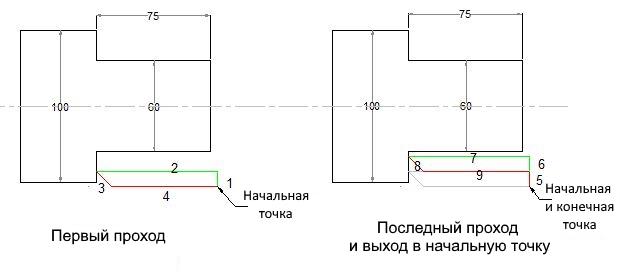 75
100
60
2
3
4
1
Начальная
точка
Первый проход
75
100
60
7
8
9
6
5
Начальная
и конечная
точка
Последный проход
и выход в начальную точку